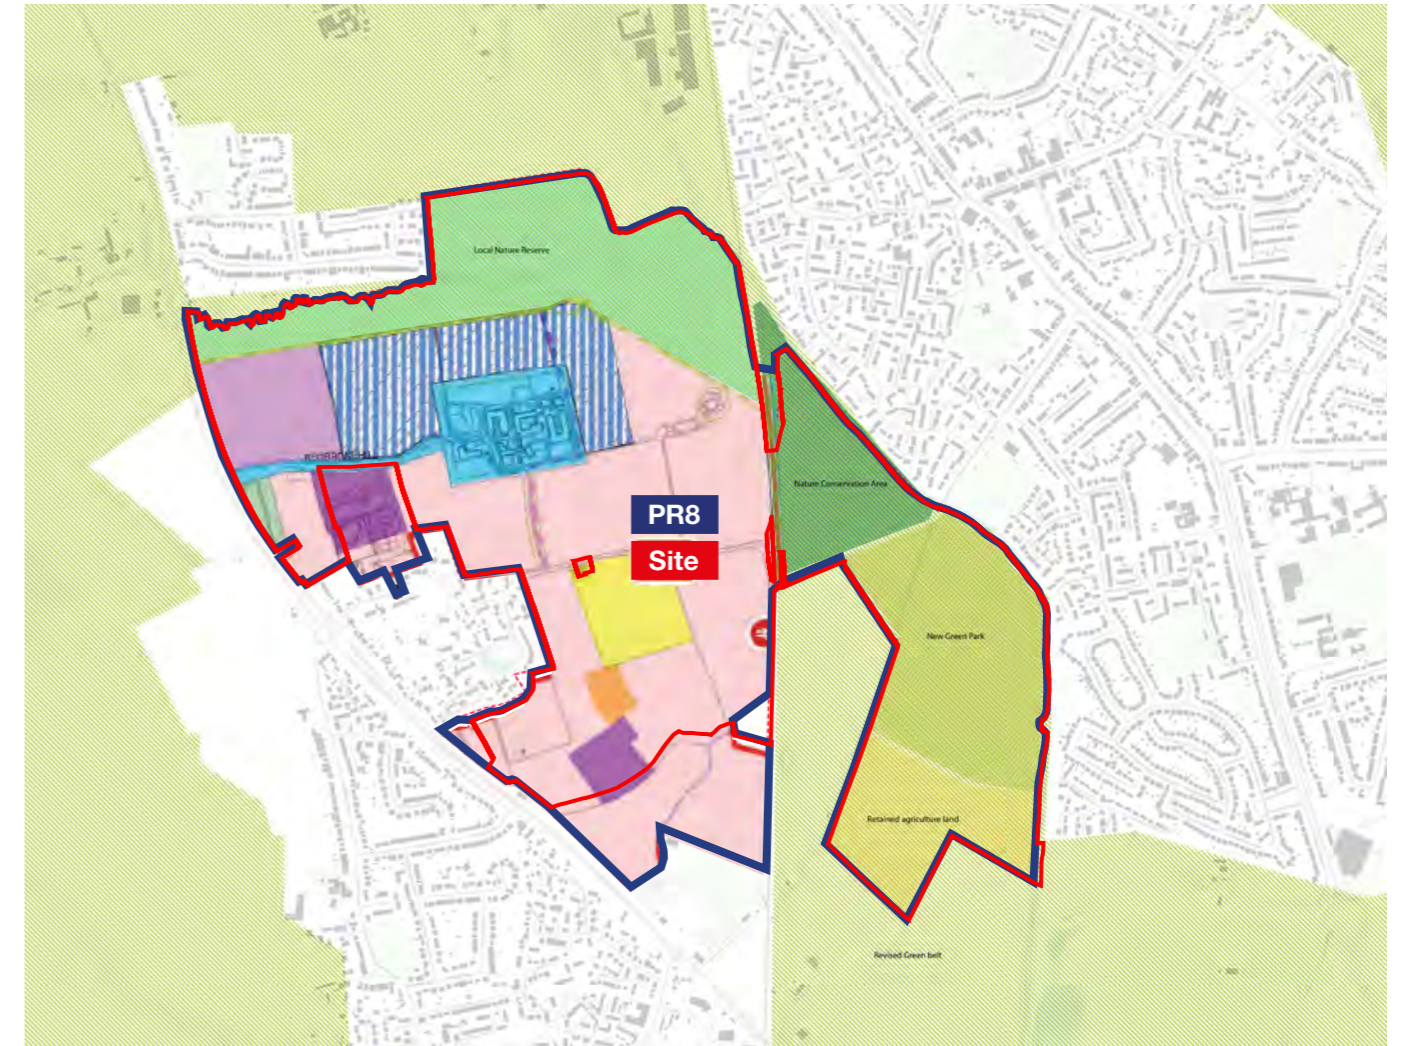 Local Nature Reserve
PR8
Site
Nature Conservation Area
New Green Park
Retained agriculture land
Revised Green belt